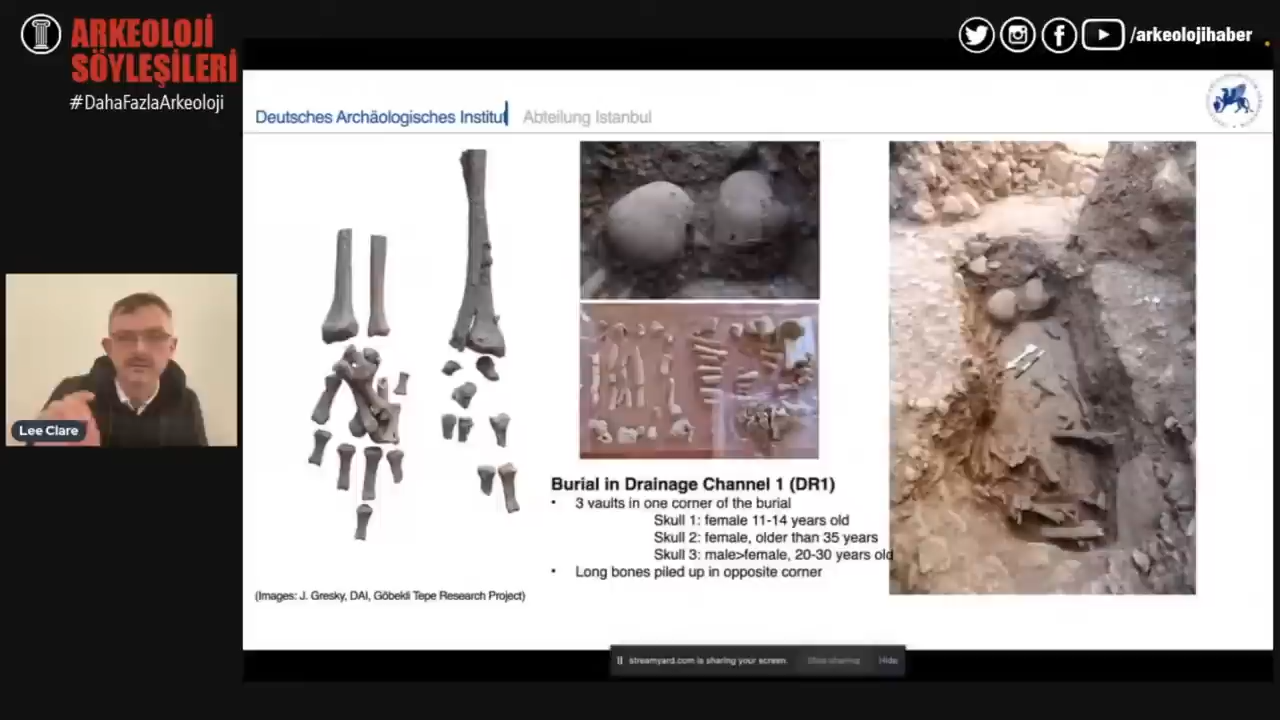 ARKEOLOJİ
SÖYLEŞİLERİ
#DahaFazlaArkeoloji
/arkeolojihaber
Deutsches Archäologisches Institut Abteilung Istanbul
Lee Clare
Burial in Drainage Channel 1 (DR1)
• 3 vaults in one corner of the burial
Skull 1: female 11-14 years old
Skull 2: female, older than 35 years
Skull 3: male>female, 20-30 years old
• Long bones piled up in opposite corner
(Images: J. Gresky, DAI, Göbekli Tepe Research Project)
streamyard.com is sharing your screen. Stop sharing Hide